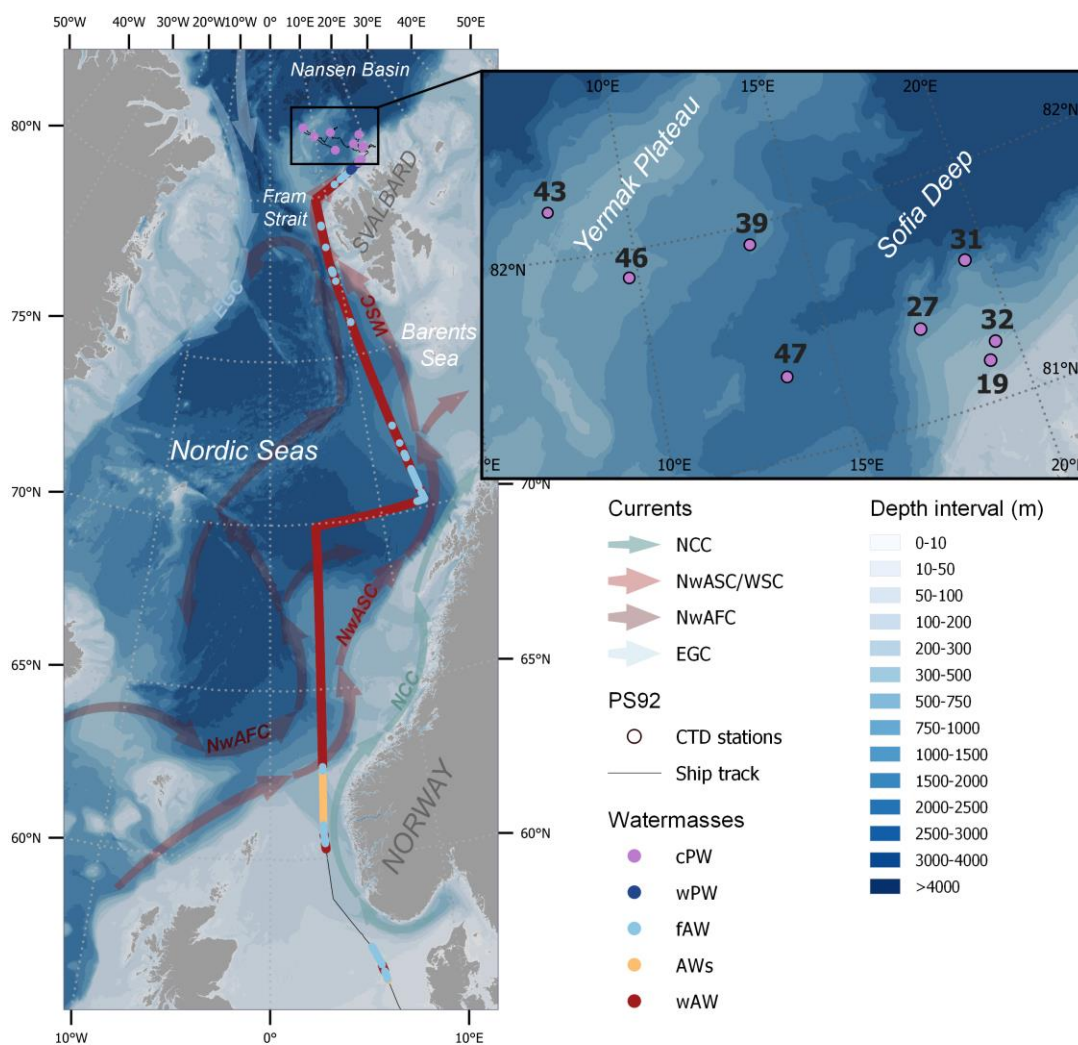 50°W 40°W 30°W 20°W 10°W 0° 10°E 20°E 30°E 40°E 50°E
Nansen Basin
80°N
Fram
Strait
SVALBARD
EGC
WSC
Barents
Sea
75°N
Nordic Seas
70°N
70°N
NwASC
65°N
65°N
NCC
NwAFC
60°N
60°N
NORWAY
10°W 0° 10°E
10°E 15°E 20°E
82°N
Yermak Plateau
Sofia Deep
43
39
31
82°N
46
27
32
47
19
81°N
0°E 10°E 15°E 20°E
Currents
NCC
NwASC/WSC
NwAFC
EGC
PS92
CTD stations
Ship track
Watermasses
cPW
wPW
fAW
AWs
wAW
Depth interval (m)
0-10
10-50
50-100
100-200
200-300
300-500
500-750
750-1000
1000-1500
1500-2000
2000-2500
2500-3000
3000-4000
>4000